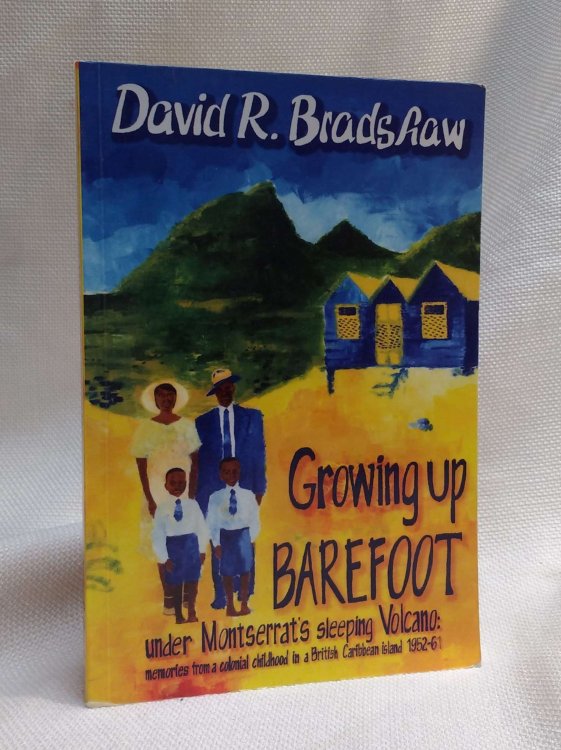 David R. Bradshaw
Growing up
BAREFOOT
under Montserrat's sleeping Volcano:
memories from a colonial childhood in a British Caribbean island 1952-61